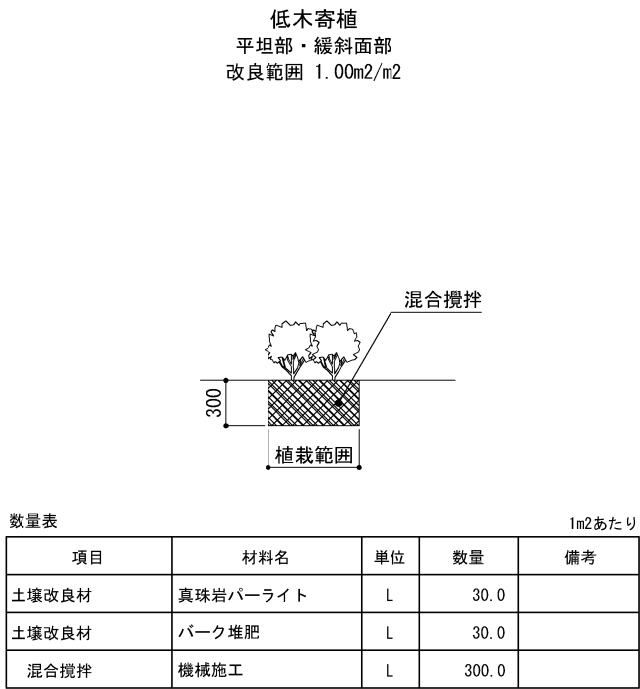 低木寄植
平坦部・緩斜面部
改良範囲 1.00m2/m2
混合攪拌
300
植栽範囲
数量表 1m2あたり
項目 材料名 単位 数量 備考
土壌改良材 真珠岩パーライト L 30.0
土壌改良材 バーク堆肥 L 30.0
混合攪拌 機械施工 L 300.0